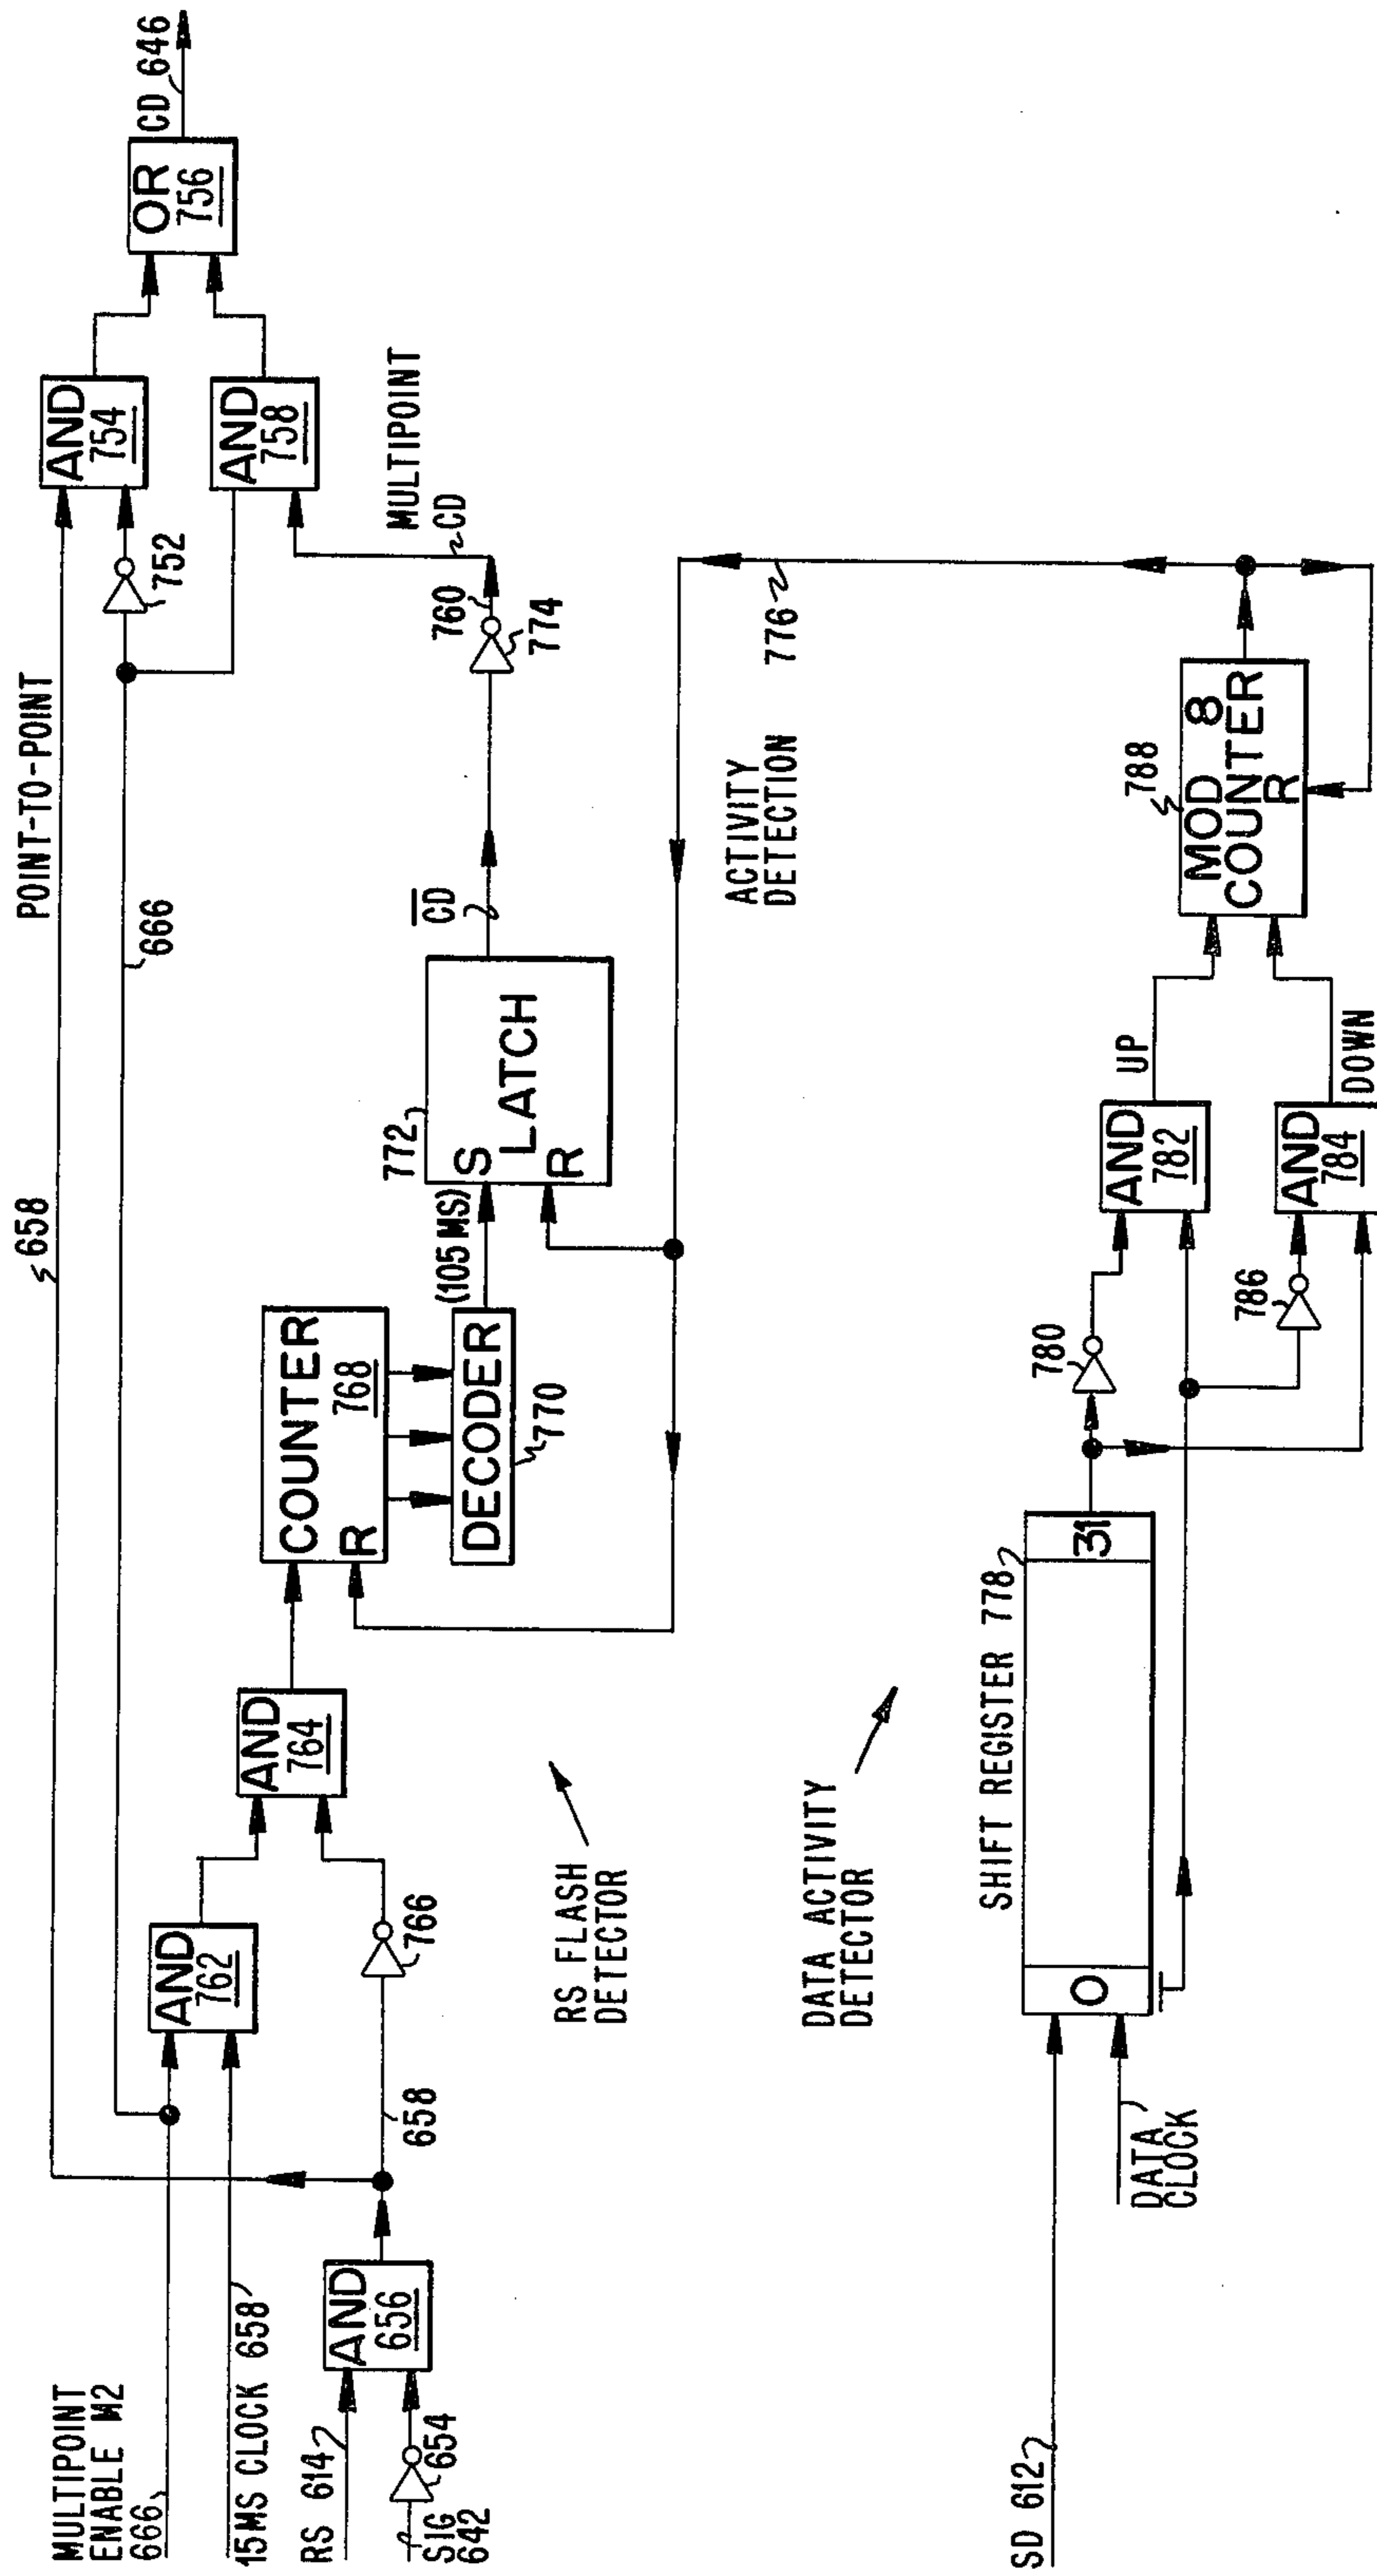 MULTIPOINT
ENABLE M2
666
15MS CLOCK 658
RS 614
SIG
642
654
AND
656
658
AND
762
766
AND
764
COUNTER
768
R
DECODER
770
(105 MS)
772
S
LATCH
R
CD
760
774
CD
MULTIPOINT
658
POINT-TO-POINT
666
752
AND
754
AND
758
OR
756
CD 646
RS FLASH
DETECTOR
ACTIVITY
DETECTION
776
DATA ACTIVITY
DETECTOR
SHIFT REGISTER 778
0
31
SD 612
DATA
CLOCK
780
786
AND
782
AND
784
UP
DOWN
788
MOD 8
COUNTER
R